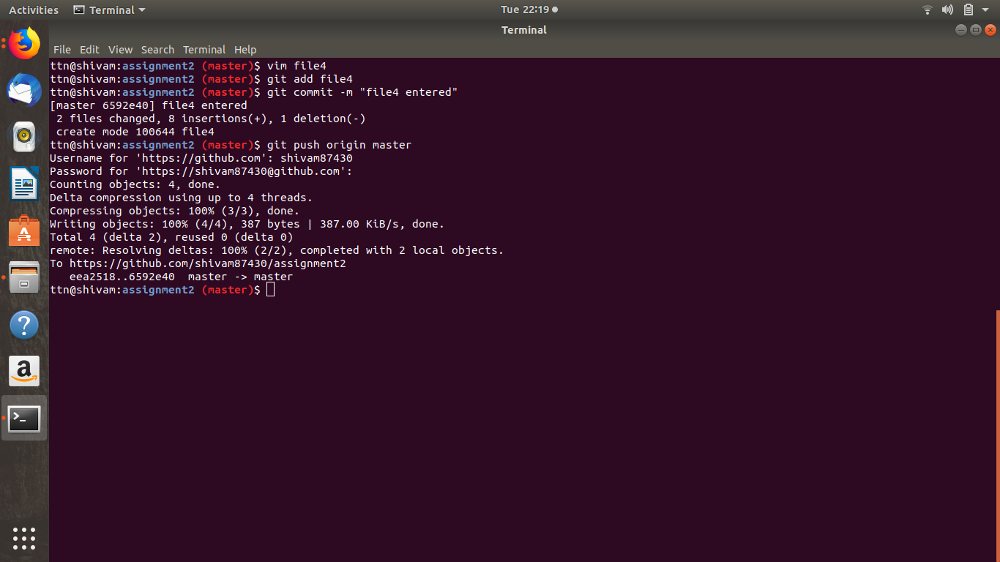 Activities Terminal Tue 22:19
Terminal
File Edit View Search Terminal Help
ttn@shivam:assignment2 (master)$ vim file4
ttn@shivam:assignment2 (master)$ git add file4
ttn@shivam:assignment2 (master)$ git commit -m "file4 entered"
[master 6592e40] file4 entered
 2 files changed, 8 insertions(+), 1 deletion(-)
 create mode 100644 file4
ttn@shivam:assignment2 (master)$ git push origin master
Username for 'https://github.com': shivam87430
Password for 'https://shivam87430@github.com':
Counting objects: 4, done.
Delta compression using up to 4 threads.
Compressing objects: 100% (3/3), done.
Writing objects: 100% (4/4), 387 bytes | 387.00 KiB/s, done.
Total 4 (delta 2), reused 0 (delta 0)
remote: Resolving deltas: 100% (2/2), completed with 2 local objects.
To https://github.com/shivam87430/assignment2
   eea2518..6592e40  master -> master
ttn@shivam:assignment2 (master)$